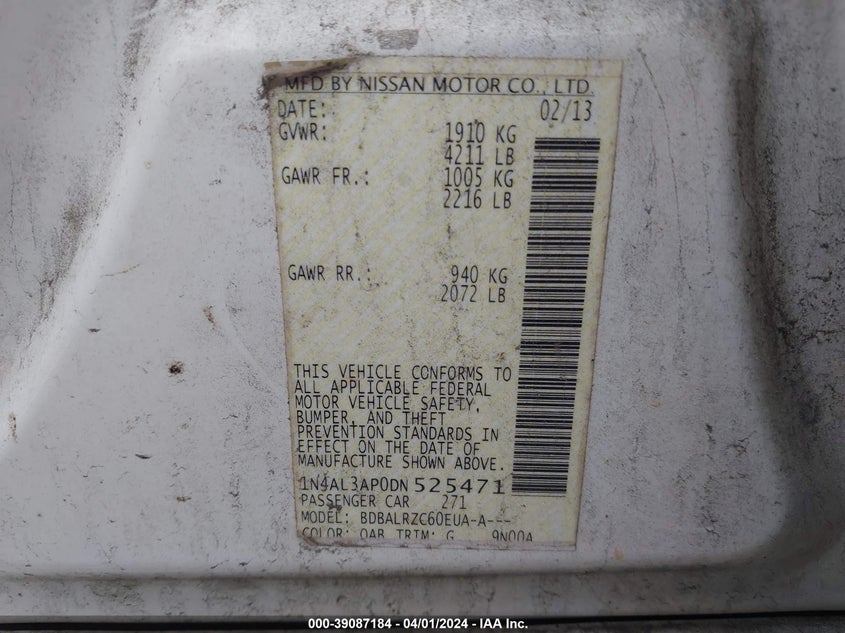 MFD BY NISSAN MOTOR CO., LTD.
DATE: 02/13
GVWR: 1910 KG
4211 LB
GAWR FR.: 1005 KG
2216 LB
GAWR RR.: 940 KG
2072 LB
THIS VEHICLE CONFORMS TO
ALL APPLICABLE FEDERAL
MOTOR VEHICLE SAFETY,
BUMPER, AND THEFT
PREVENTION STANDARDS IN
EFFECT ON THE DATE OF
MANUFACTURE SHOWN ABOVE.
1N4AL3AP0DN525471
PASSENGER CAR 271
MODEL: BDBALRZC60EUA-A---
COLOR: QAB TRIM: G 9N00A
000-39087184 - 04/01/2024 - IAA Inc.